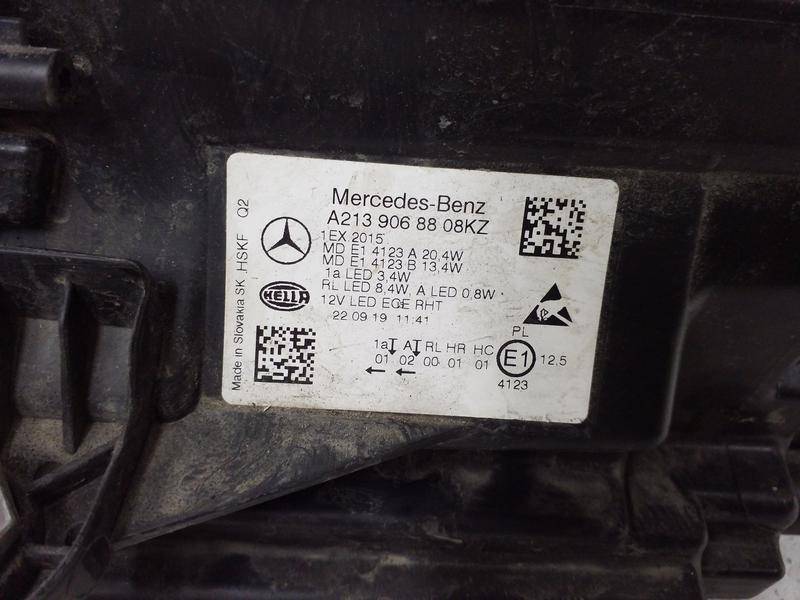 Mercedes-Benz
A213 906 88 08KZ
1EX 2015
MD E1 4123 A 20,4W
MD E1 4123 B 13,4W
1a LED 3,4W
RL LED 8,4W, A LED 0,8W
12V LED ECE RHT
22 09 19 11:41
HELLA
Made in Slovakia SK HSKF Q2
PL
1a A RL HR HC
01 02 00 01 01
E1 12,5
4123